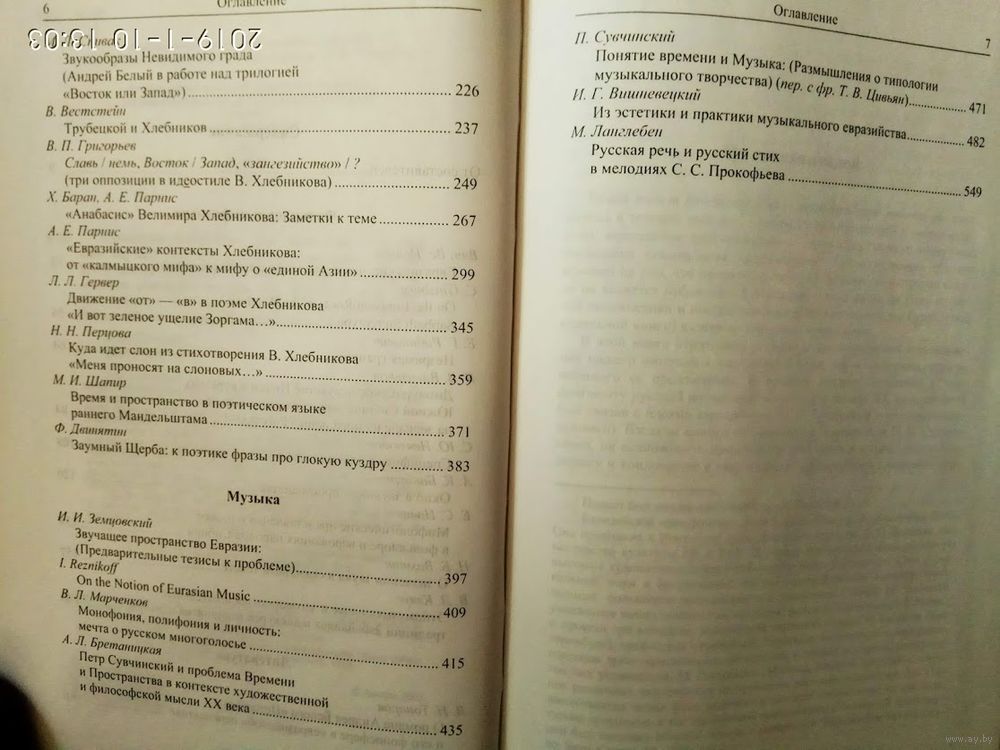 6
Оглавление
2019-1-1 01 13:03
Звукообразы Невидимого града
(Андрей Белый в работе над трилогией
«Восток или Запад»)..........226
В. Вестстейн
Трубецкой и Хлебников..........237
В. П. Григорьев
Славь / немь, Восток / Запад, «зангезийство» / ?
(три оппозиции в идеостиле В. Хлебникова)..........249
Х. Баран, А. Е. Парнис
«Анабасис» Велимира Хлебникова: Заметки к теме..........267
А. Е. Парнис
«Евразийские» контексты Хлебникова:
от «калмыцкого мифа» к мифу о «единой Азии»..........299
Л. Л. Гервер
Движение «от» — «в» в поэме Хлебникова
«И вот зеленое ущелие Зоргама…»..........345
Н. Н. Перцова
Куда идет слон из стихотворения В. Хлебникова
«Меня проносят на слоновых…»..........359
М. И. Шапир
Время и пространство в поэтическом языке
раннего Мандельштама..........371
Ф. Двинятин
Заумный Щерба: к поэтике фразы про глокую куздру..........383
Музыка
И. И. Земцовский
Звучащее пространство Евразии:
(Предварительные тезисы к проблеме)..........397
I. Reznikoff
On the Notion of Eurasian Music..........409
В. Л. Марченков
Монофония, полифония и личность:
мечта о русском многоголосье..........415
А. Л. Бретаницкая
Петр Сувчинский и проблема Времени
и Пространства в контексте художественной
и философской мысли XX века..........435
Оглавление
7
П. Сувчинский
Понятие времени и Музыка: (Размышления о типологии
музыкального творчества) (пер. с фр. Т. В. Цивьян)..........471
И. Г. Вишневецкий
Из эстетики и практики музыкального евразийства..........482
М. Ланглебен
Русская речь и русский стих
в мелодиях С. С. Прокофьева..........549
www.ay.by